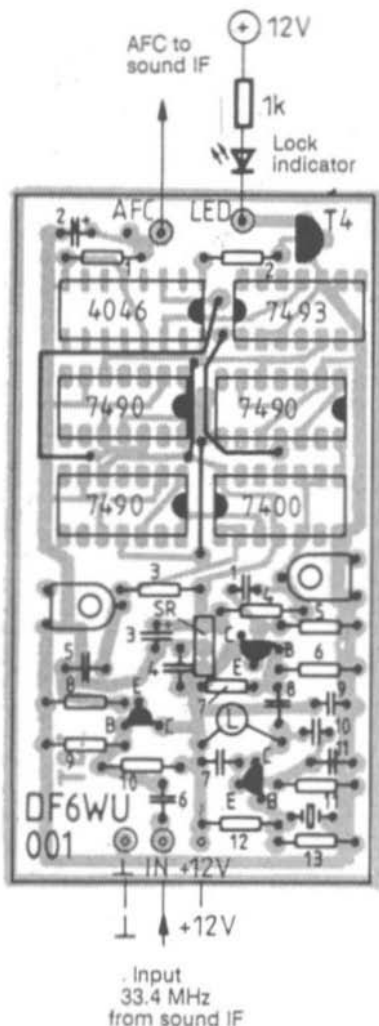 12V
AFC to
sound IF
1k
Lock
indicator
AFC LED T4
2 +
1 2
4046 7493
7490 7490
7490 7400
3 1
SR 4
5
3 + C B
5 4 E 6
8 E 7 8 9
B C L 10
9 7 C 11
10 E B 11
6
DF6WU 12
001 13
⊥ IN +12V
⊥ +12V
Input
33.4 MHz
from sound IF